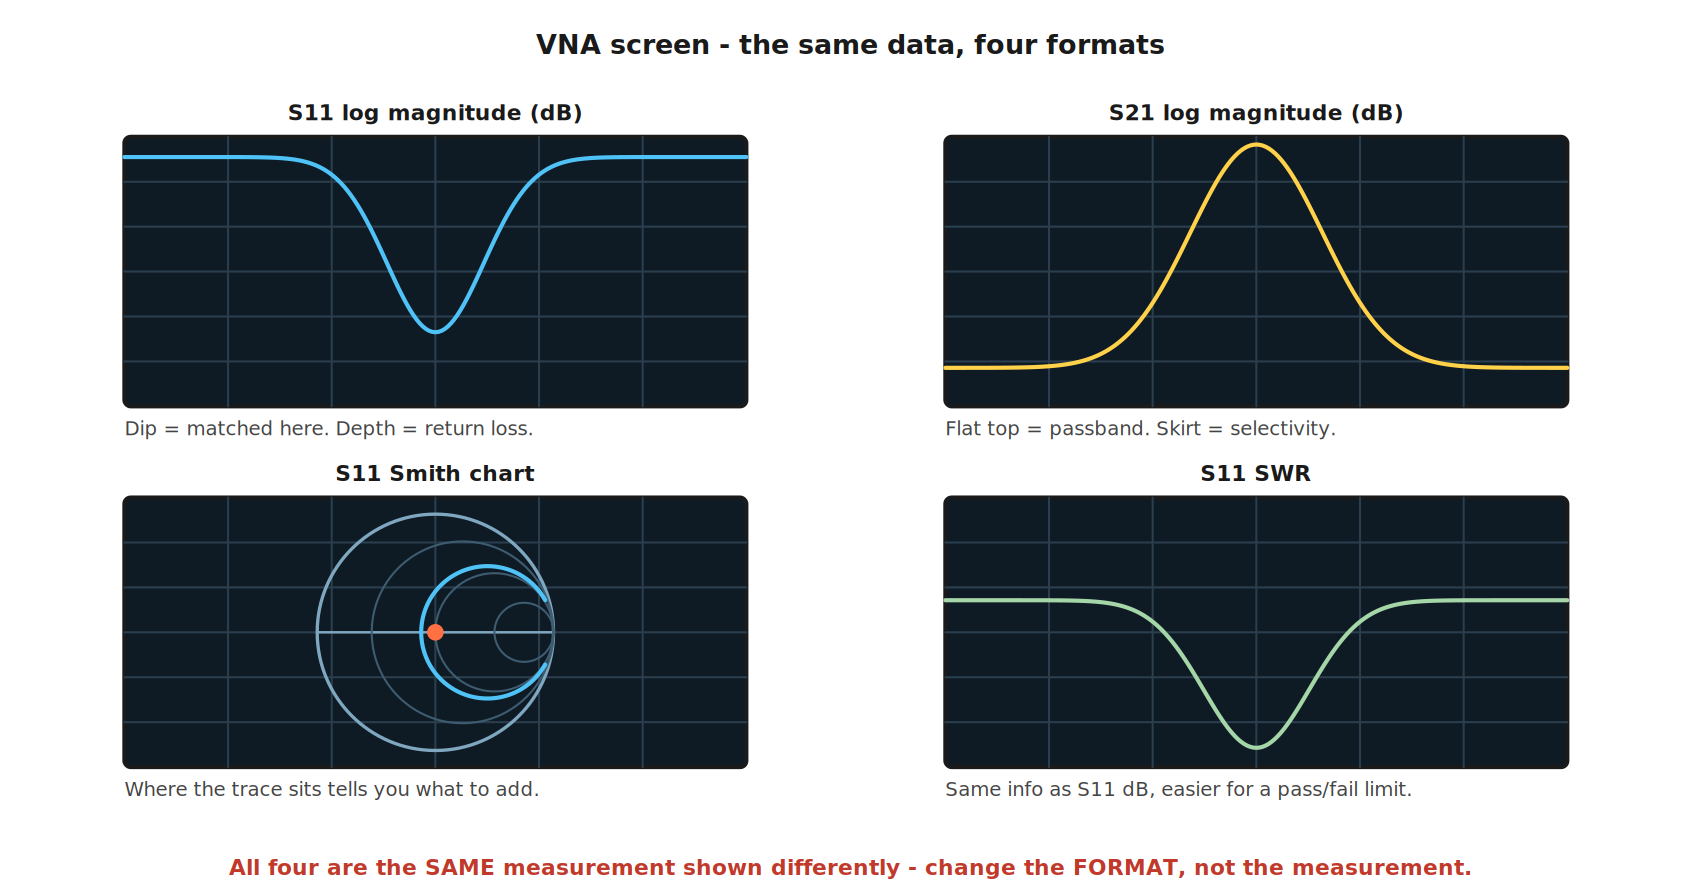 VNA screen - the same data, four formats
S11 log magnitude (dB)
S21 log magnitude (dB)
Dip = matched here. Depth = return loss.
Flat top = passband. Skirt = selectivity.
S11 Smith chart
S11 SWR
Where the trace sits tells you what to add.
Same info as S11 dB, easier for a pass/fail limit.
All four are the SAME measurement shown differently - change the FORMAT, not the measurement.